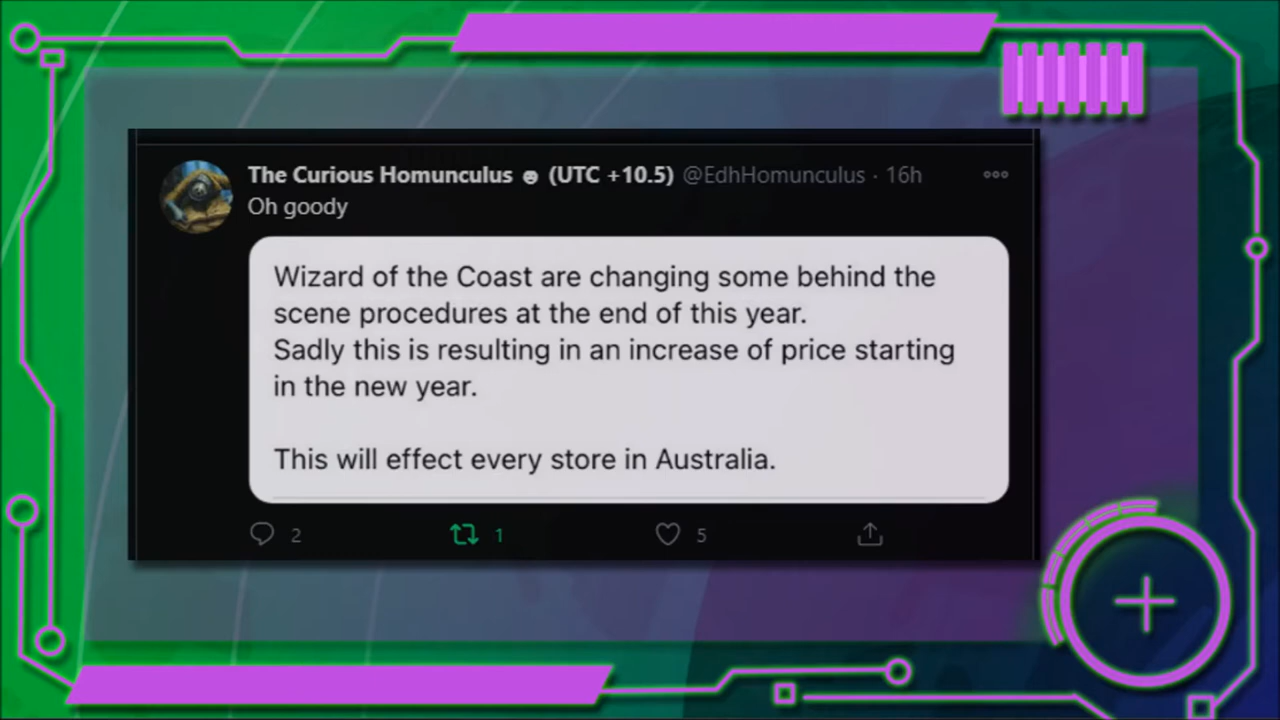 The Curious Homunculus ☻ (UTC +10.5) @EdhHomunculus · 16h
Oh goody
Wizard of the Coast are changing some behind the
scene procedures at the end of this year.
Sadly this is resulting in an increase of price starting
in the new year.
This will effect every store in Australia.
2 1 5